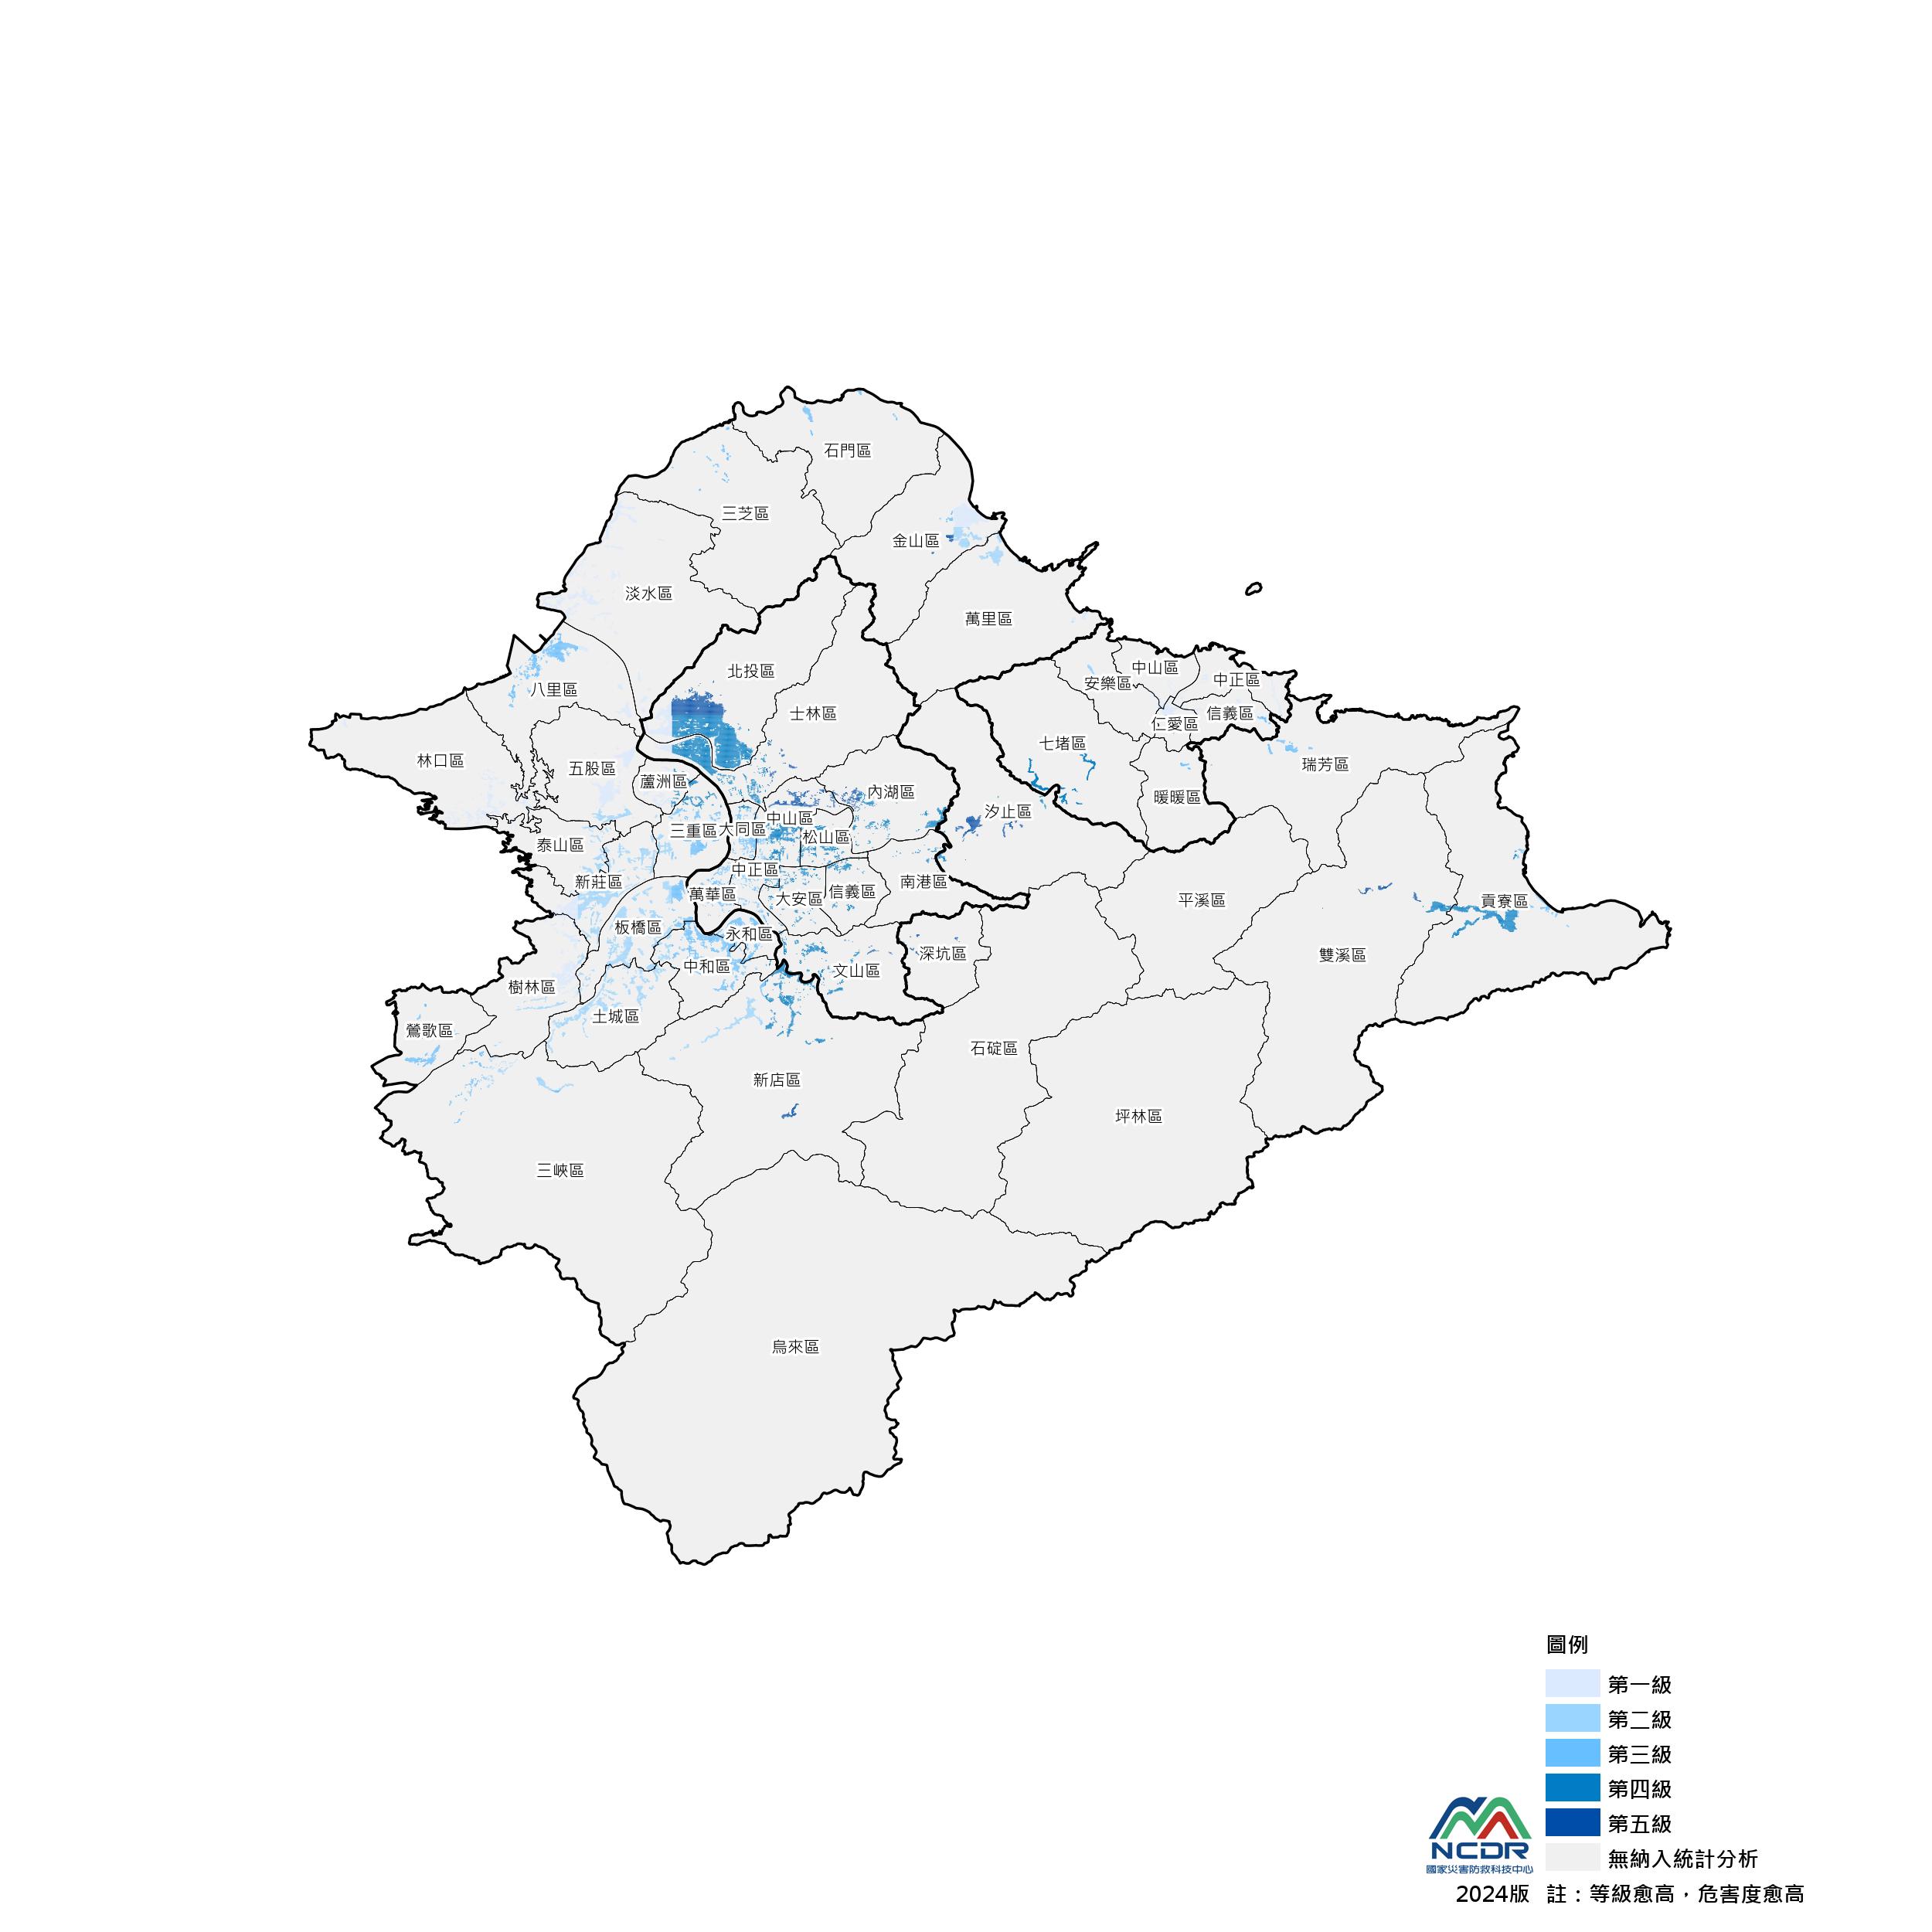 石門區
三芝區
金山區
淡水區
萬里區
北投區
中山區
中正區
安樂區
八里區
士林區
信義區
仁愛區
七堵區
林口區
五股區
瑞芳區
蘆洲區
內湖區
暖暖區
汐止區
中山區
三重區
大同區
松山區
泰山區
中正區
新莊區
南港區
萬華區
信義區
大安區
平溪區
貢寮區
板橋區
永和區
深坑區
雙溪區
中和區
文山區
樹林區
土城區
鶯歌區
石碇區
新店區
坪林區
三峽區
烏來區
圖例
第一級
第二級
第三級
第四級
第五級
無納入統計分析
NCDR
國家災害防救科技中心
2024版 註：等級愈高，危害度愈高